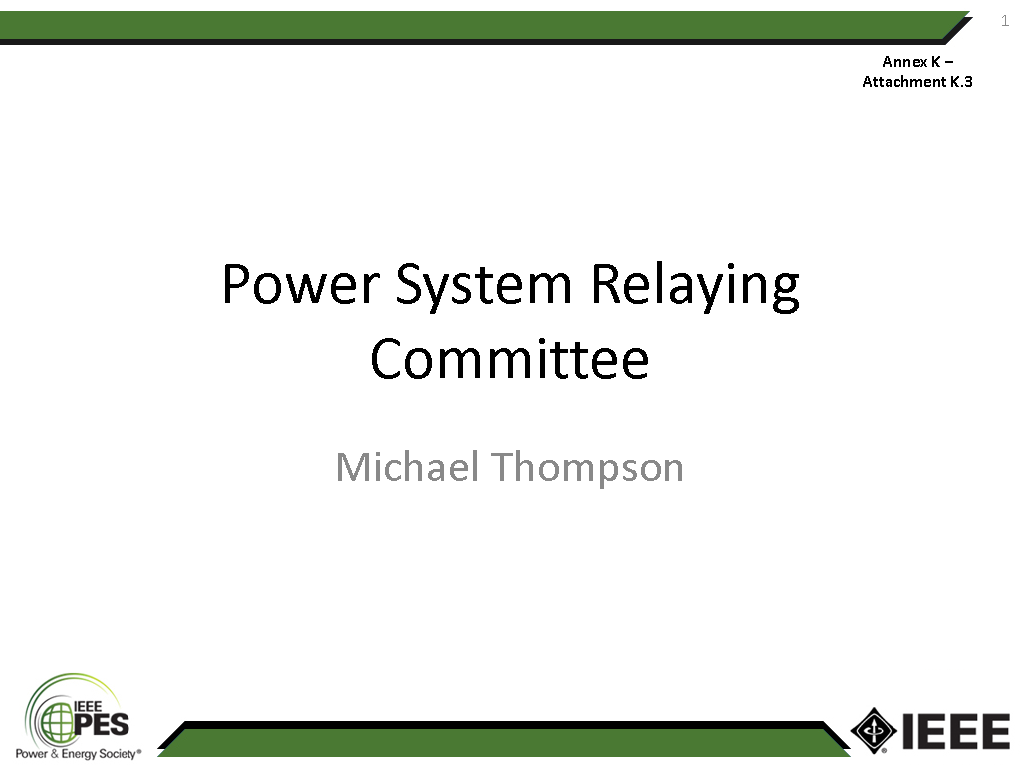 1
Annex K –
Attachment K.3
Power System Relaying
Committee
Michael Thompson
IEEE
PES
Power & Energy Society®
IEEE